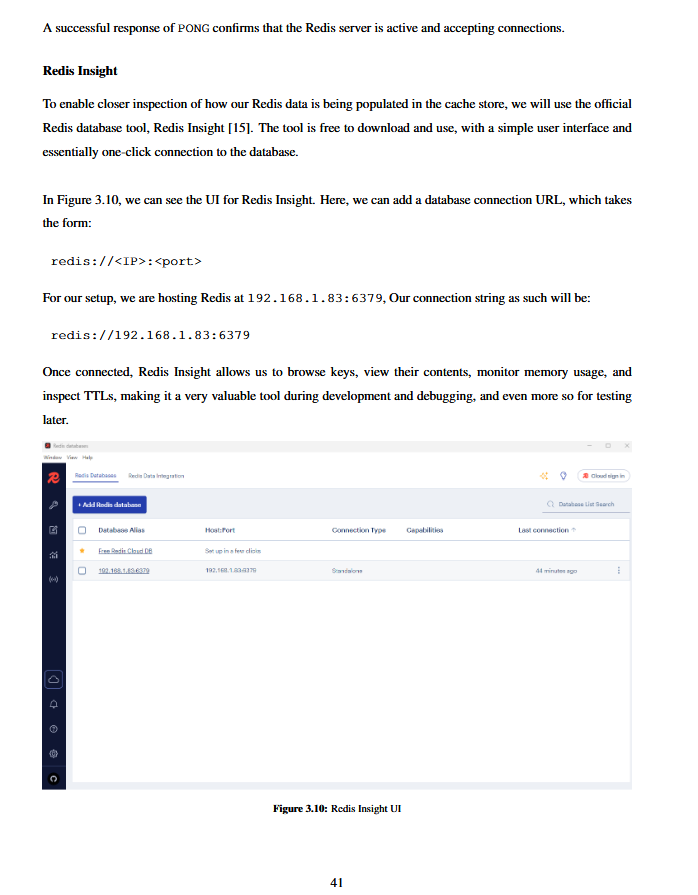 A successful response of PONG confirms that the Redis server is active and accepting connections.
Redis Insight
To enable closer inspection of how our Redis data is being populated in the cache store, we will use the official
Redis database tool, Redis Insight [15]. The tool is free to download and use, with a simple user interface and
essentially one-click connection to the database.
In Figure 3.10, we can see the UI for Redis Insight. Here, we can add a database connection URL, which takes
the form:
redis://<IP>:<port>
For our setup, we are hosting Redis at 192.168.1.83:6379, Our connection string as such will be:
redis://192.168.1.83:6379
Once connected, Redis Insight allows us to browse keys, view their contents, monitor memory usage, and
inspect TTLs, making it a very valuable tool during development and debugging, and even more so for testing
later.
Redis databases
Window View Help
Redis Databases Redis Data Integration Cloud sign in
+ Add Redis database Database List Search
Database Alias Host:Port Connection Type Capabilities Last connection
Free Redis Cloud DB Set up in a few clicks
192.168.1.83:6379 192.168.1.83:6379 Standalone 44 minutes ago
Figure 3.10: Redis Insight UI
41